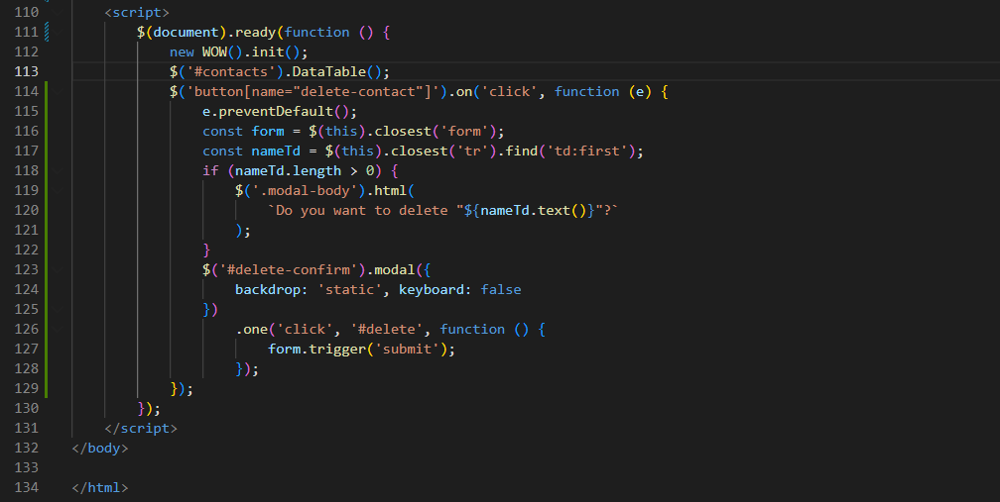 110 <script>
111 $(document).ready(function () {
112 new WOW().init();
113 $('#contacts').DataTable();
114 $('button[name="delete-contact"]').on('click', function (e) {
115 e.preventDefault();
116 const form = $(this).closest('form');
117 const nameTd = $(this).closest('tr').find('td:first');
118 if (nameTd.length > 0) {
119 $('.modal-body').html(
120 `Do you want to delete "${nameTd.text()}"?`
121 );
122 }
123 $('#delete-confirm').modal({
124 backdrop: 'static', keyboard: false
125 })
126 .one('click', '#delete', function () {
127 form.trigger('submit');
128 });
129 });
130 });
131 </script>
132 </body>
133
134 </html>